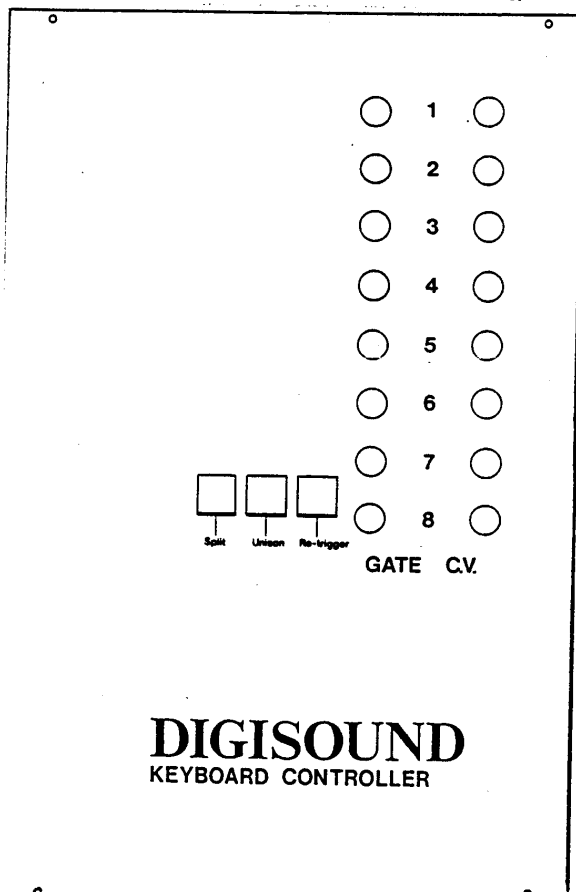 1
2
3
4
5
6
7
8
Split Unison Re-trigger
GATE C.V.
DIGISOUND
KEYBOARD CONTROLLER